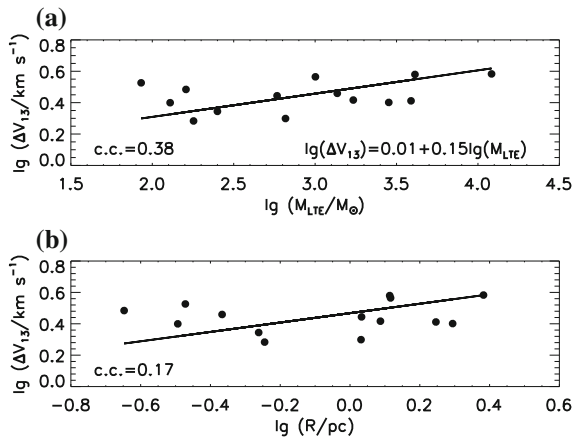 (a)
lg (ΔV₁₃/km s⁻¹)
0.8
0.6
0.4
0.2
0.0
c.c.=0.38
lg(ΔV₁₃)=0.01+0.15lg(M_LTE)
1.5 2.0 2.5 3.0 3.5 4.0 4.5
lg (M_LTE/M_⊙)
(b)
lg (ΔV₁₃/km s⁻¹)
0.8
0.6
0.4
0.2
0.0
c.c.=0.17
−0.8 −0.6 −0.4 −0.2 0.0 0.2 0.4 0.6
lg (R/pc)